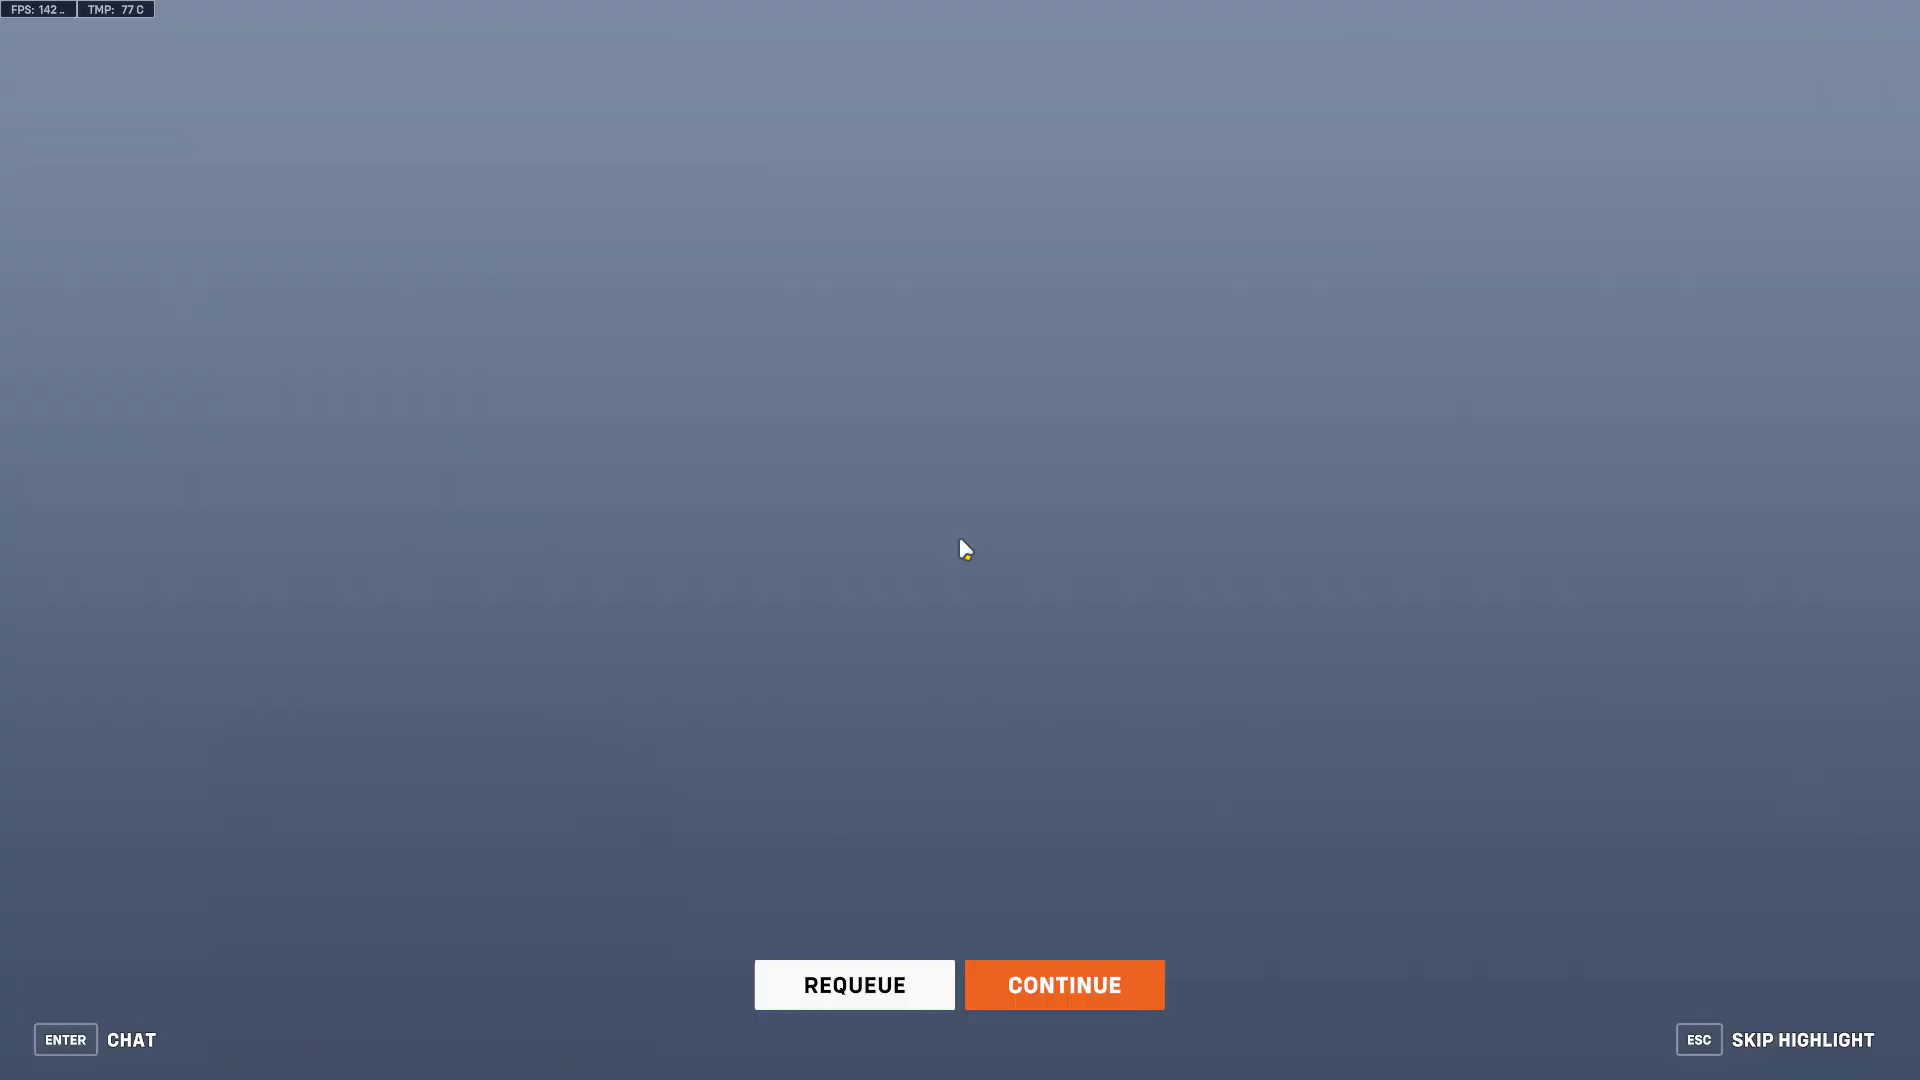 FPS: 142 .. TMP: 77 C
REQUEUE CONTINUE
ENTER CHAT ESC SKIP HIGHLIGHT